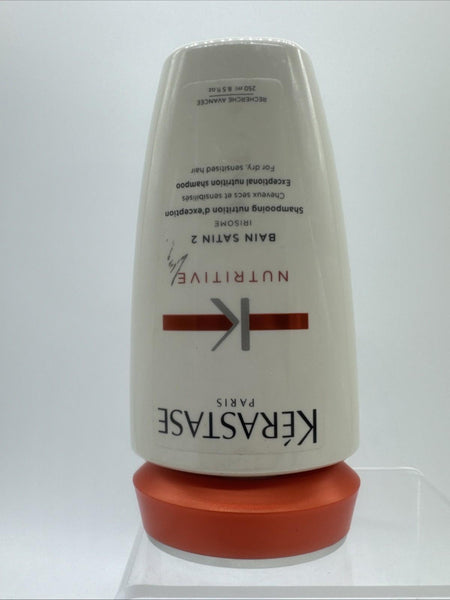 KÉRASTASE
PARIS
K
NUTRITIVE
BAIN SATIN 2
IRISOME
Shampooing nutrition d'exception
Cheveux secs et sensibilisés
Exceptional nutrition shampoo
For dry, sensitised hair
RECHERCHE AVANCÉE
250 ml & 8.5 fl.oz